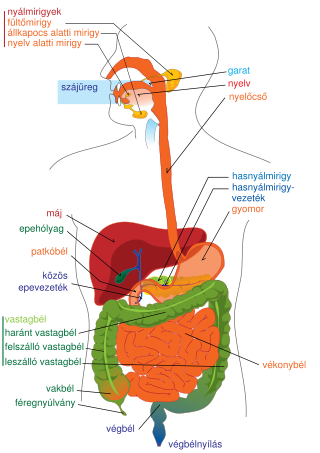 nyálmirigyek
fültőmirigy
állkapocs alatti mirigy
nyelv alatti mirigy
szájüreg
garat
nyelv
nyelőcső
hasnyálmirigy
hasnyálmirigy-
vezeték
gyomor
máj
epehólyag
patkóbél
közös
epevezeték
vastagbél
haránt vastagbél
felszálló vastagbél
leszálló vastagbél
vékonybél
vakbél
féregnyúlvány
végbél
végbélnyílás